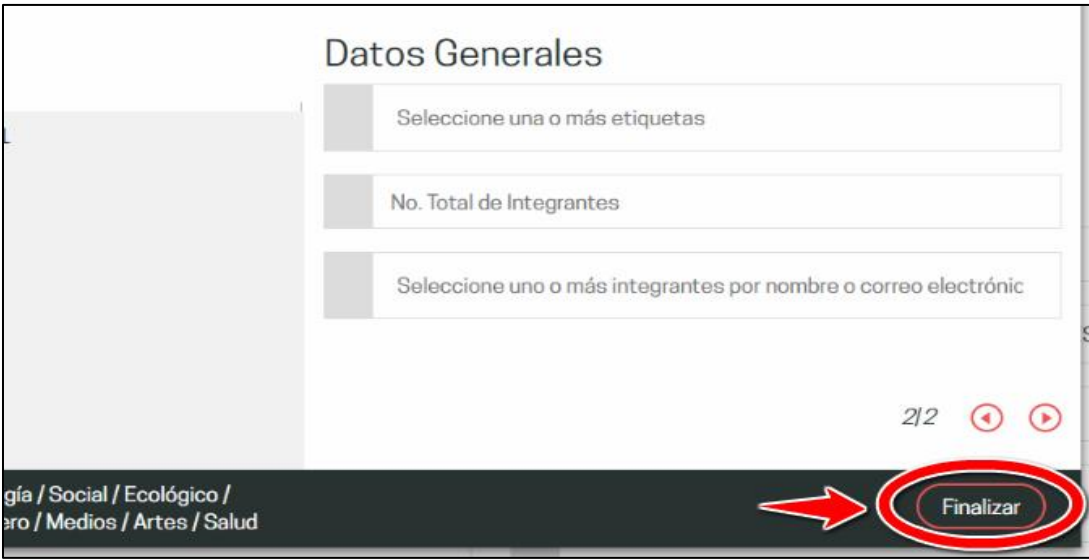 Datos Generales
Seleccione una o más etiquetas
No. Total de Integrantes
Seleccione uno o más integrantes por nombre o correo electrónic
2/2
gía / Social / Ecológico /
ero / Medios / Artes / Salud
Finalizar